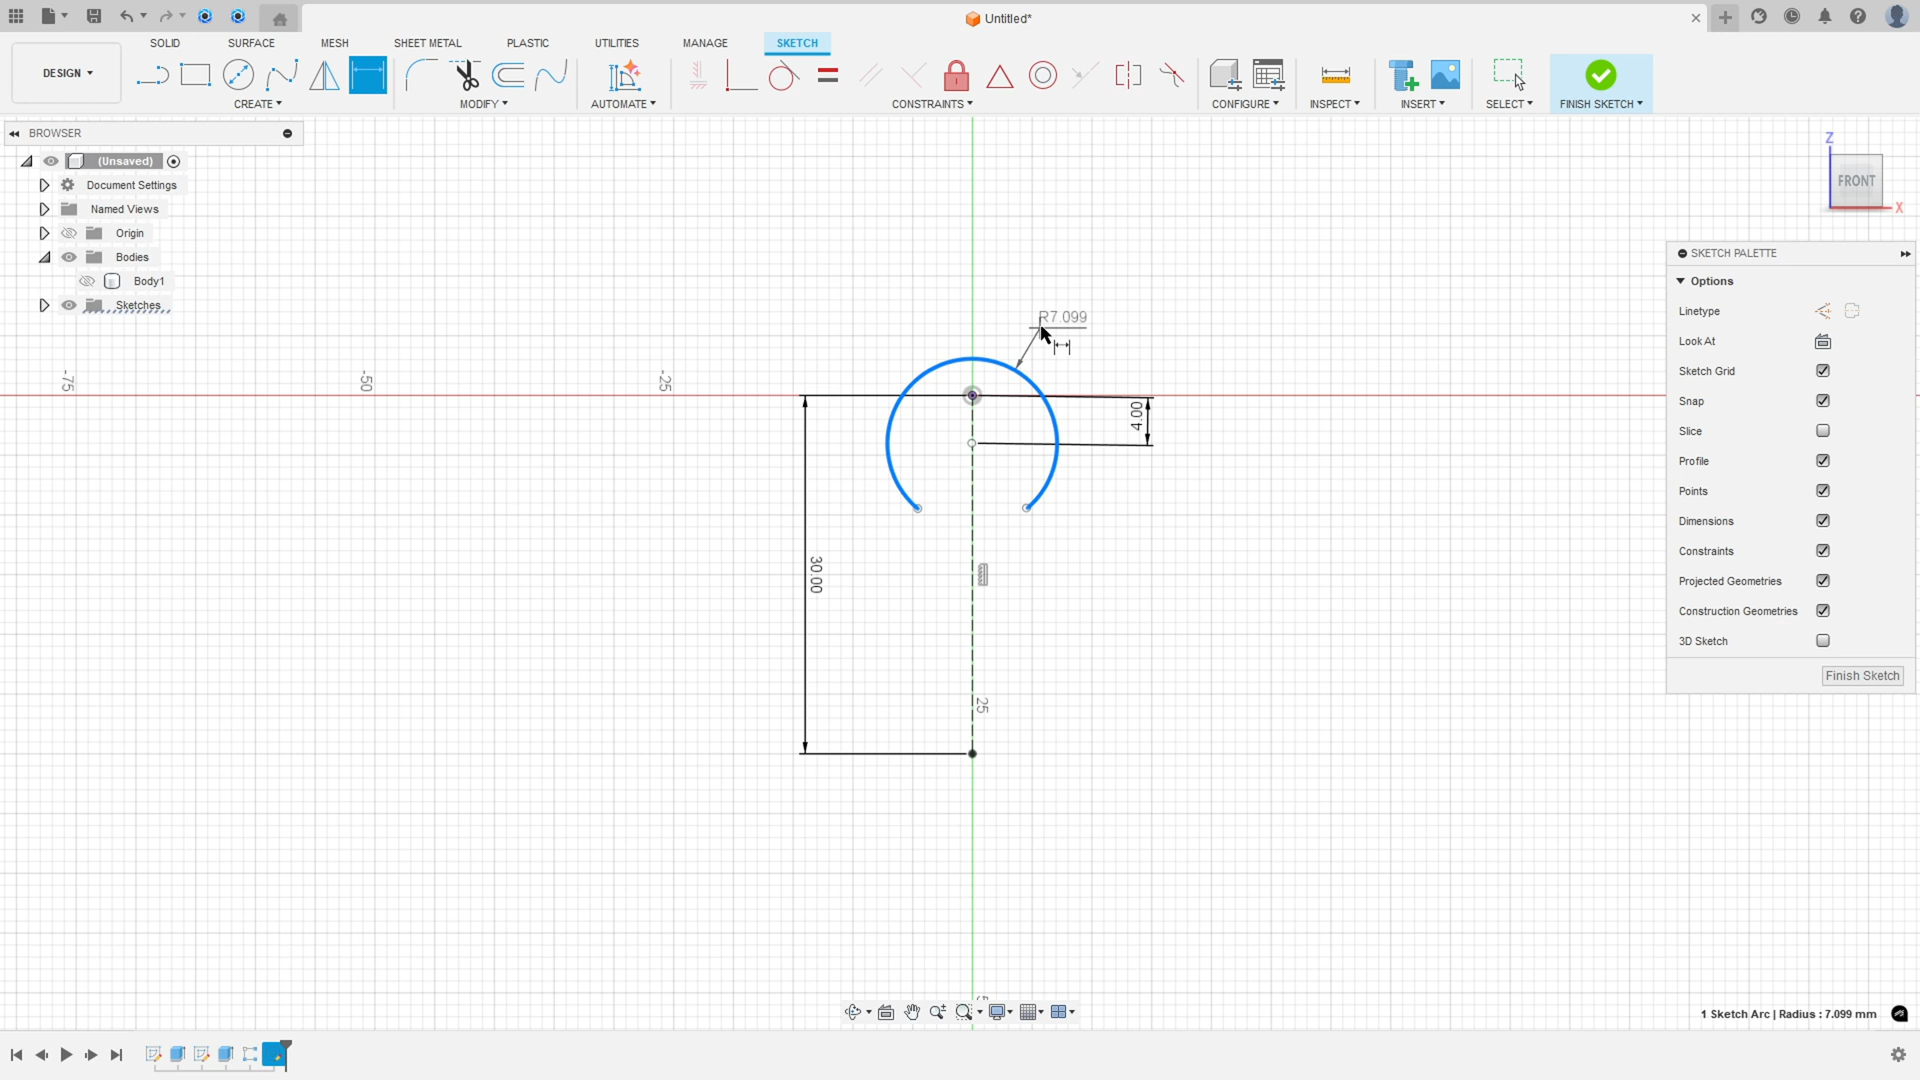 Untitled*
SOLID
SURFACE
MESH
SHEET METAL
PLASTIC
UTILITIES
MANAGE
SKETCH
DESIGN
CREATE
MODIFY
AUTOMATE
CONSTRAINTS
CONFIGURE
INSPECT
INSERT
SELECT
FINISH SKETCH
BROWSER
(Unsaved)
Document Settings
Named Views
Origin
Bodies
Body1
Sketches
Z
FRONT
X
SKETCH PALETTE
Options
Linetype
Look At
Sketch Grid
Snap
Slice
Profile
Points
Dimensions
Constraints
Projected Geometries
Construction Geometries
3D Sketch
Finish Sketch
R7.099
-75
-50
-25
4.00
30.00
25
1 Sketch Arc | Radius : 7.099 mm